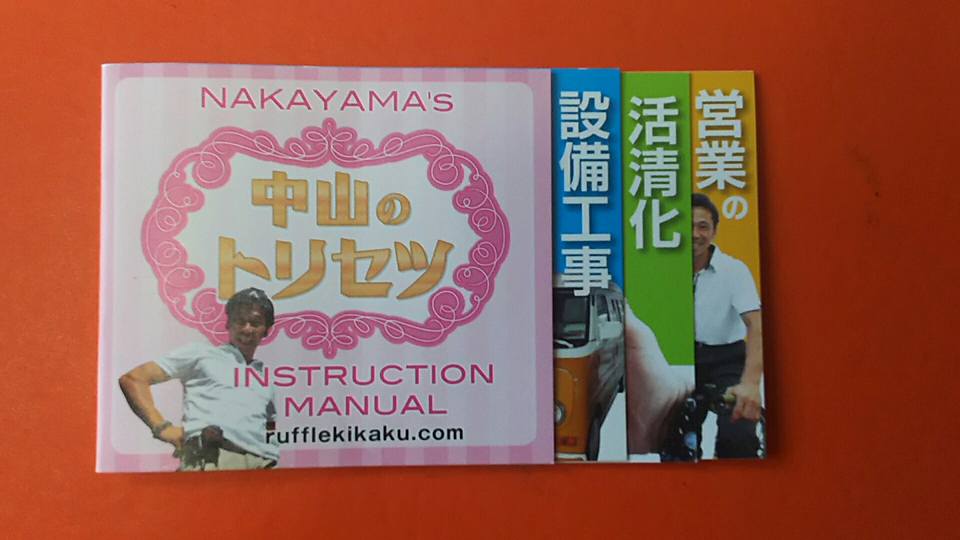 NAKAYAMA's
中山の
トリセツ
INSTRUCTION
MANUAL
rufflekikaku.com
設備工事
活清化
営業の